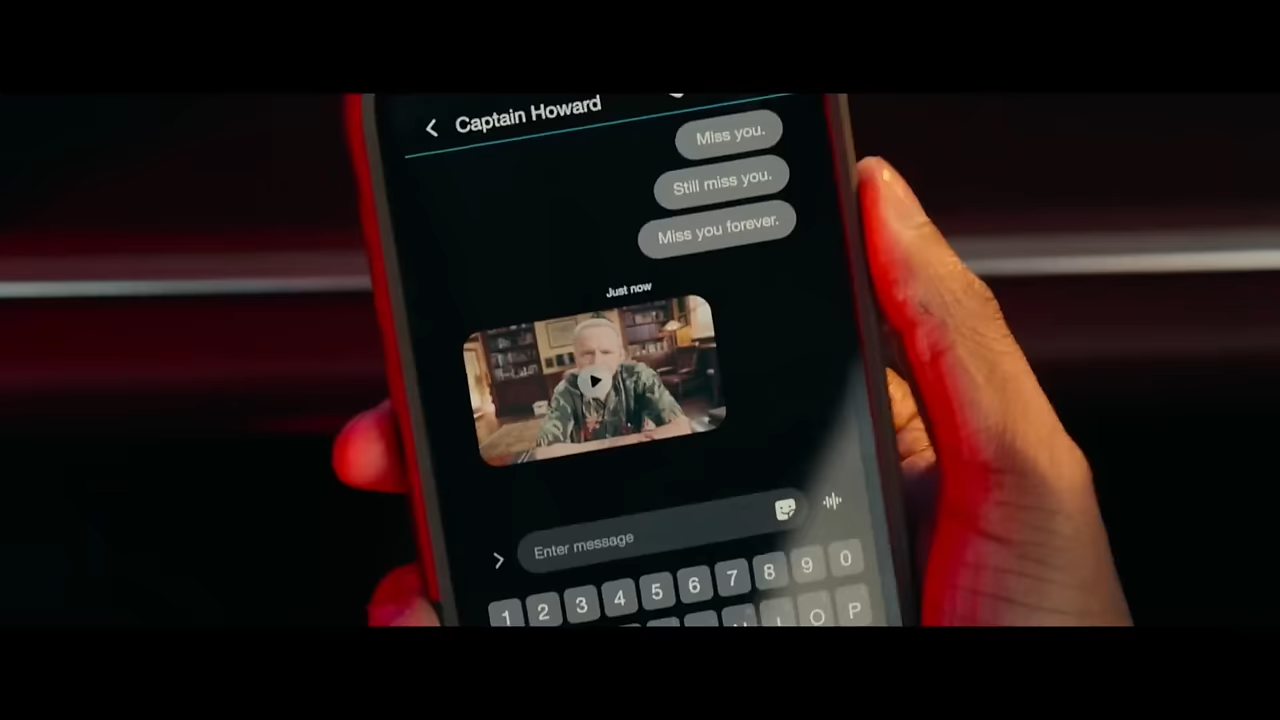 Captain Howard
Miss you.
Still miss you.
Miss you forever.
Just now
Enter message
1 2 3 4 5 6 7 8 9 0
O P